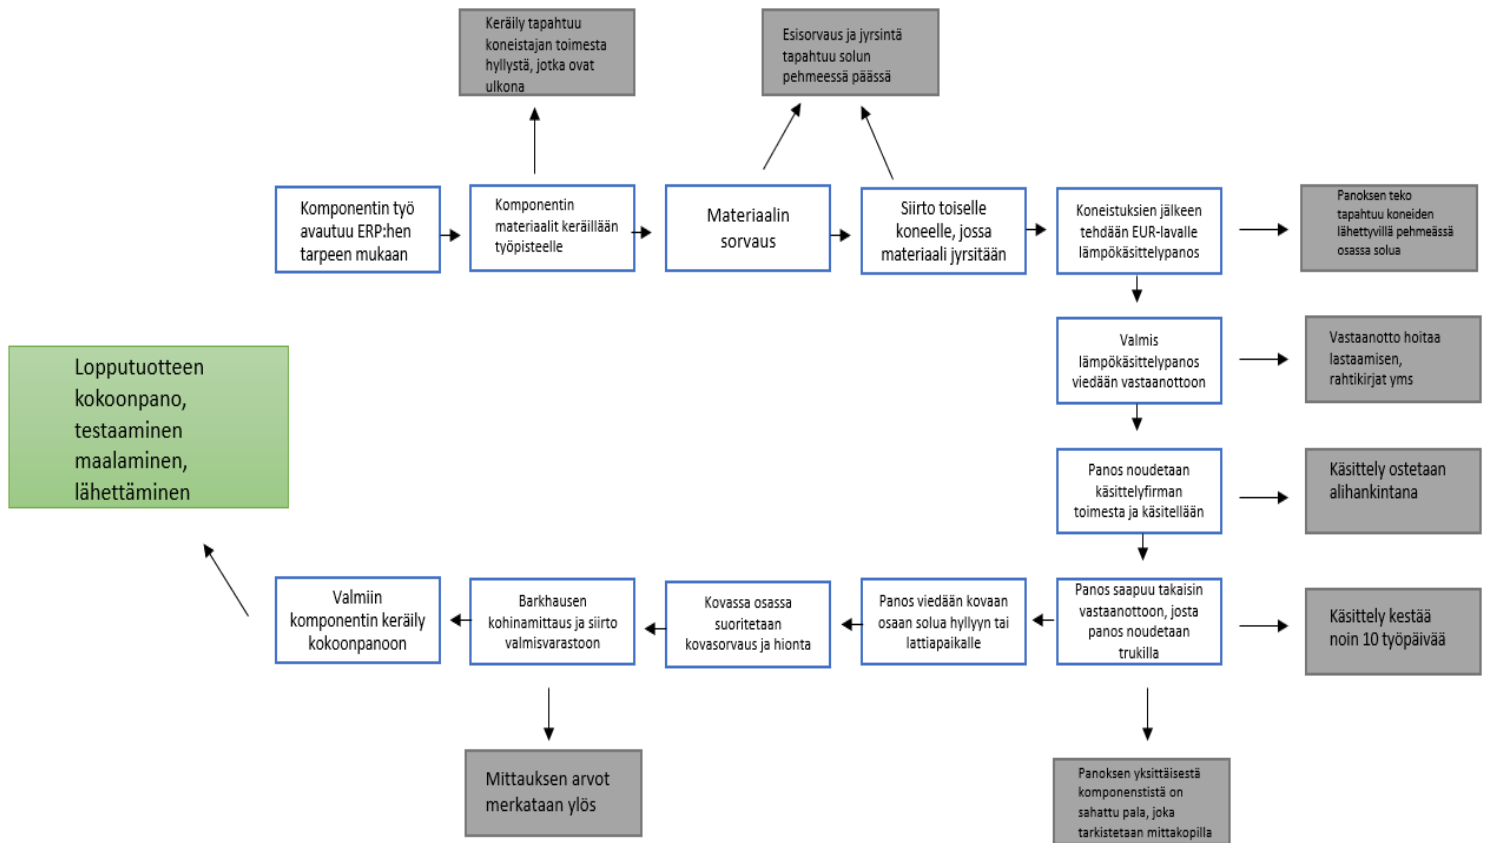 Keräily tapahtuu
koneistajan toimesta
hyllystä, jotka ovat
ulkona
Esisorvaus ja jyrsintä
tapahtuu solun
pehmeessä päässä
Komponentin työ
avautuu ERP:hen
tarpeen mukaan
Komponentin
materiaalit keräillään
työpisteelle
Materiaalin
sorvaus
Siirto toiselle
koneelle, jossa
materiaali jyrsitään
Koneistuksien jälkeen
tehdään EUR-lavalle
lämpökäsittelypanos
Panoksen teko
tapahtuu koneiden
lähettyvillä pehmeässä
osassa solua
Valmis
lämpökäsittelypanos
viedään vastaanottoon
Vastaanotto hoitaa
lastaamisen,
rahtikirjat yms
Panos noudetaan
käsittelyfirman
toimesta ja käsitellään
Käsittely ostetaan
alihankintana
Panos saapuu takaisin
vastaanottoon, josta
panos noudetaan
trukilla
Käsittely kestää
noin 10 työpäivää
Panoksen yksittäisestä
komponenstistä on
sahattu pala, joka
tarkistetaan mittakopilla
Panos viedään kovaan
osaan solua hyllyyn tai
lattiapaikalle
Kovassa osassa
suoritetaan
kovasorvaus ja hionta
Barkhausen
kohinamittaus ja siirto
valmisvarastoon
Mittauksen arvot
merkataan ylös
Valmiin
komponentin keräily
kokoonpanoon
Lopputuotteen
kokoonpano,
testaaminen
maalaminen,
lähettäminen